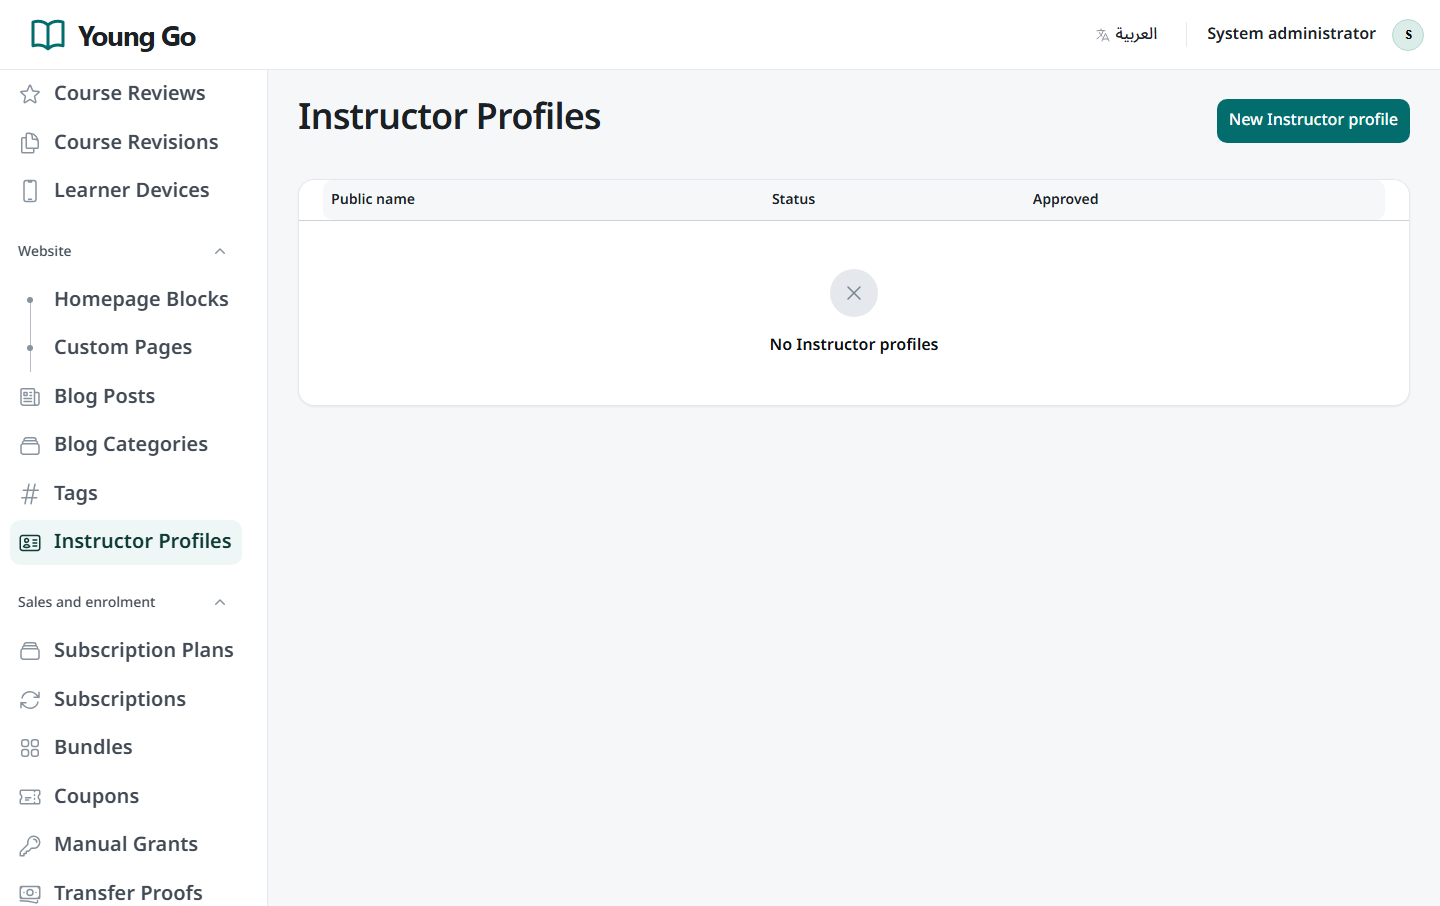 Young Go
العربية
System administrator
S
Course Reviews
Course Revisions
Learner Devices
Website
Homepage Blocks
Custom Pages
Blog Posts
Blog Categories
Tags
Instructor Profiles
Sales and enrolment
Subscription Plans
Subscriptions
Bundles
Coupons
Manual Grants
Transfer Proofs
Instructor Profiles
New Instructor profile
Public name
Status
Approved
No Instructor profiles